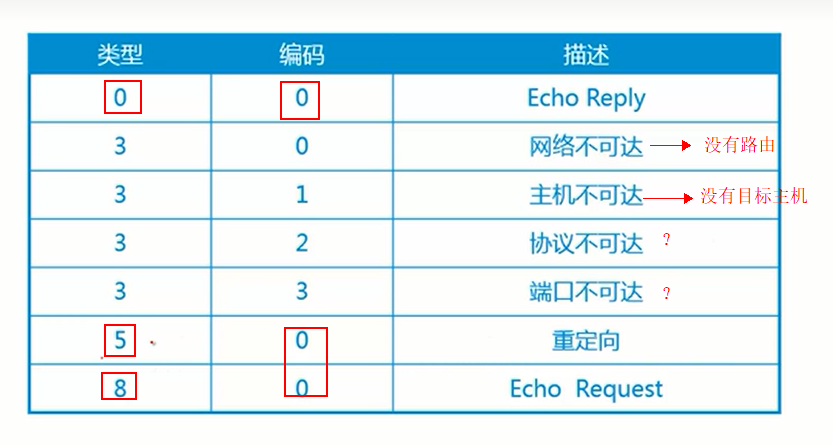 类型 编码 描述
0 0 Echo Reply
3 0 网络不可达 没有路由
3 1 主机不可达 没有目标主机
3 2 协议不可达 ?
3 3 端口不可达 ?
5 0 重定向
8 0 Echo Request